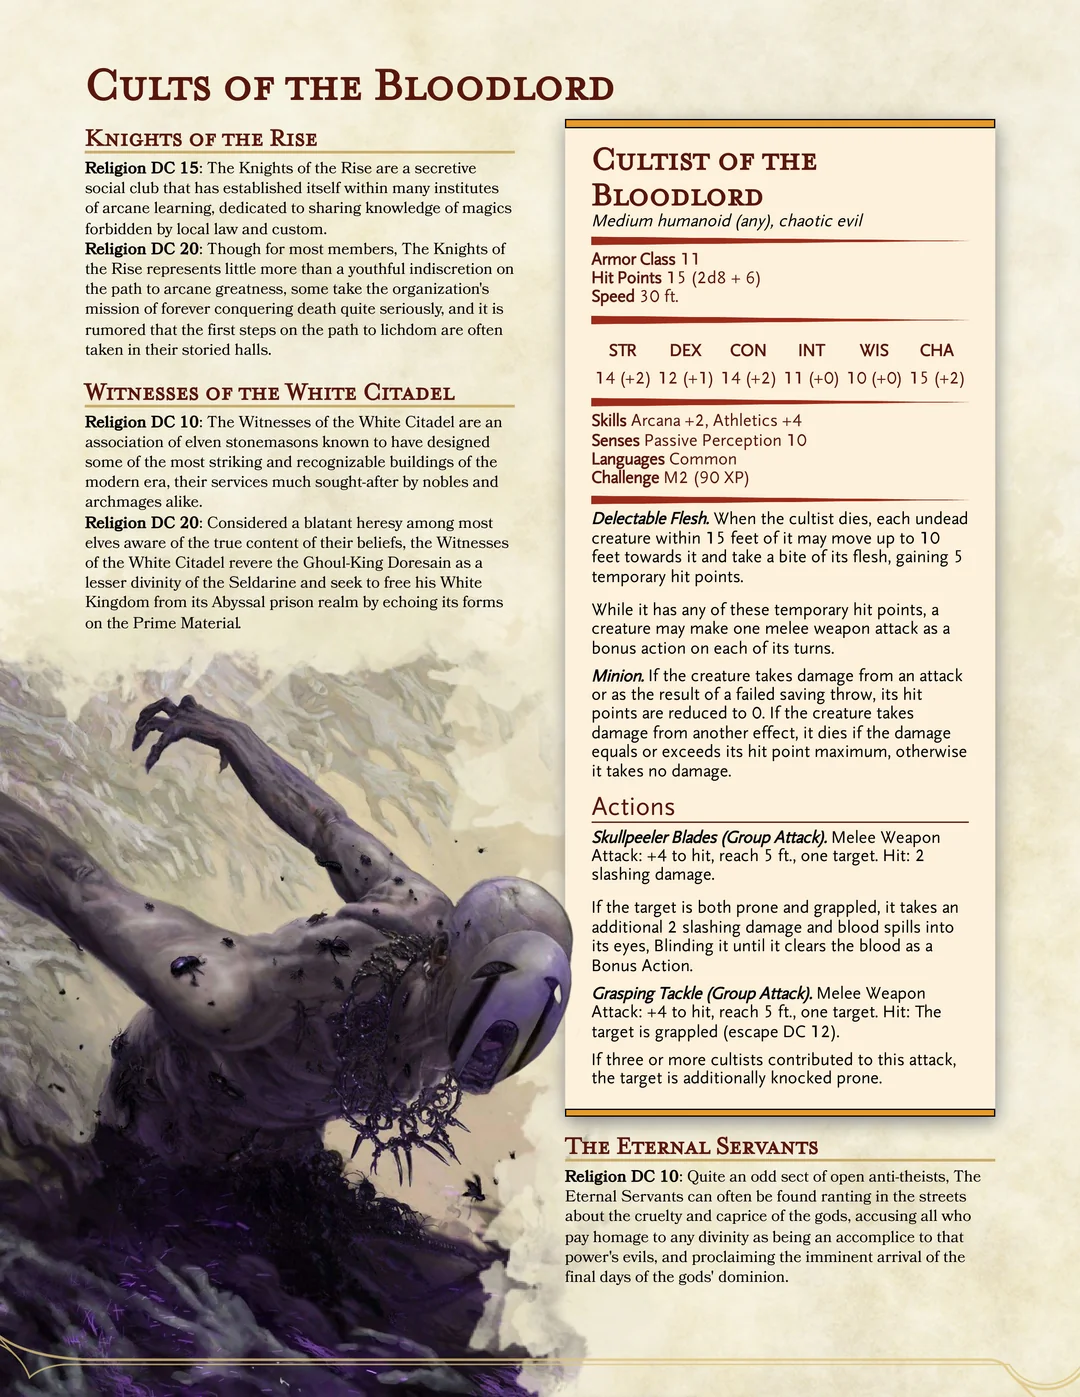 Cults of the Bloodlord
Knights of the Rise
Religion DC 15: The Knights of the Rise are a secretive
social club that has established itself within many institutes
of arcane learning, dedicated to sharing knowledge of magics
forbidden by local law and custom.
Religion DC 20: Though for most members, The Knights of
the Rise represents little more than a youthful indiscretion on
the path to arcane greatness, some take the organization's
mission of forever conquering death quite seriously, and it is
rumored that the first steps on the path to lichdom are often
taken in their storied halls.
Witnesses of the White Citadel
Religion DC 10: The Witnesses of the White Citadel are an
association of elven stonemasons known to have designed
some of the most striking and recognizable buildings of the
modern era, their services much sought-after by nobles and
archmages alike.
Religion DC 20: Considered a blatant heresy among most
elves aware of the true content of their beliefs, the Witnesses
of the White Citadel revere the Ghoul-King Doresain as a
lesser divinity of the Seldarine and seek to free his White
Kingdom from its Abyssal prison realm by echoing its forms
on the Prime Material.
Cultist of the
Bloodlord
Medium humanoid (any), chaotic evil
Armor Class 11
Hit Points 15 (2d8 + 6)
Speed 30 ft.
STR DEX CON INT WIS CHA
14 (+2) 12 (+1) 14 (+2) 11 (+0) 10 (+0) 15 (+2)
Skills Arcana +2, Athletics +4
Senses Passive Perception 10
Languages Common
Challenge M2 (90 XP)
Delectable Flesh. When the cultist dies, each undead
creature within 15 feet of it may move up to 10
feet towards it and take a bite of its flesh, gaining 5
temporary hit points.
While it has any of these temporary hit points, a
creature may make one melee weapon attack as a
bonus action on each of its turns.
Minion. If the creature takes damage from an attack
or as the result of a failed saving throw, its hit
points are reduced to 0. If the creature takes
damage from another effect, it dies if the damage
equals or exceeds its hit point maximum, otherwise
it takes no damage.
Actions
Skullpeeler Blades (Group Attack). Melee Weapon
Attack: +4 to hit, reach 5 ft., one target. Hit: 2
slashing damage.
If the target is both prone and grappled, it takes an
additional 2 slashing damage and blood spills into
its eyes, Blinding it until it clears the blood as a
Bonus Action.
Grasping Tackle (Group Attack). Melee Weapon
Attack: +4 to hit, reach 5 ft., one target. Hit: The
target is grappled (escape DC 12).
If three or more cultists contributed to this attack,
the target is additionally knocked prone.
The Eternal Servants
Religion DC 10: Quite an odd sect of open anti-theists, The
Eternal Servants can often be found ranting in the streets
about the cruelty and caprice of the gods, accusing all who
pay homage to any divinity as being an accomplice to that
power's evils, and proclaiming the imminent arrival of the
final days of the gods' dominion.